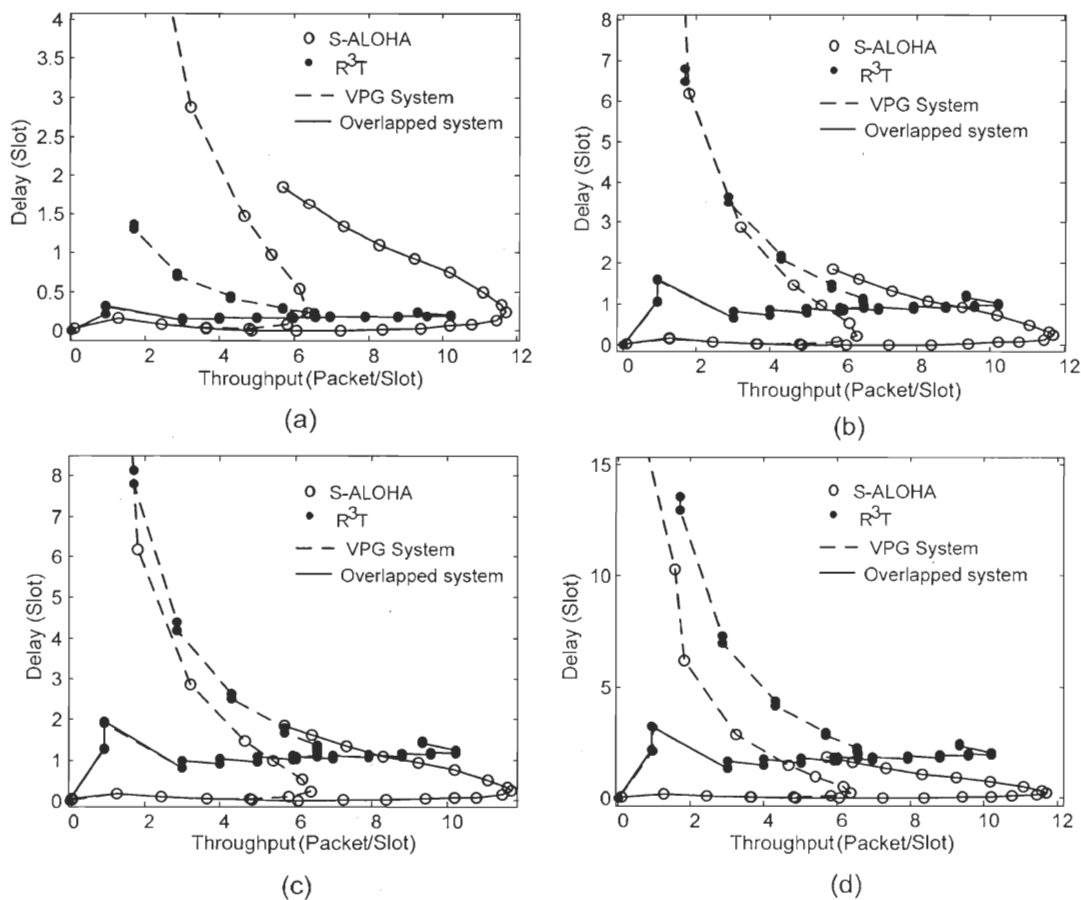 4
3.5
3
2.5
2
1.5
1
0.5
0
Delay (Slot)
S-ALOHA
R³T
VPG System
Overlapped system
0 2 4 6 8 10 12
Throughput (Packet/Slot)
(a)
8
7
6
5
4
3
2
1
0
Delay (Slot)
S-ALOHA
R³T
VPG System
Overlapped system
0 2 4 6 8 10 12
Throughput (Packet/Slot)
(b)
8
7
6
5
4
3
2
1
0
Delay (Slot)
S-ALOHA
R³T
VPG System
Overlapped system
0 2 4 6 8 10
Throughput (Packet/Slot)
(c)
15
10
5
0
Delay (Slot)
S-ALOHA
R³T
VPG System
Overlapped system
0 2 4 6 8 10 12
Throughput (Packet/Slot)
(d)